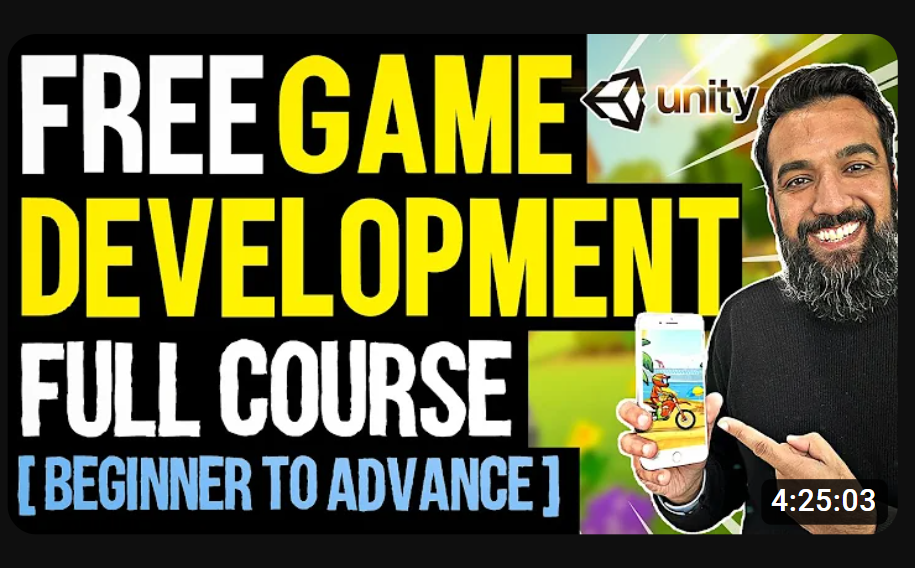 FREE GAME
unity
DEVELOPMENT
FULL COURSE
[ BEGINNER TO ADVANCE ]
4:25:03